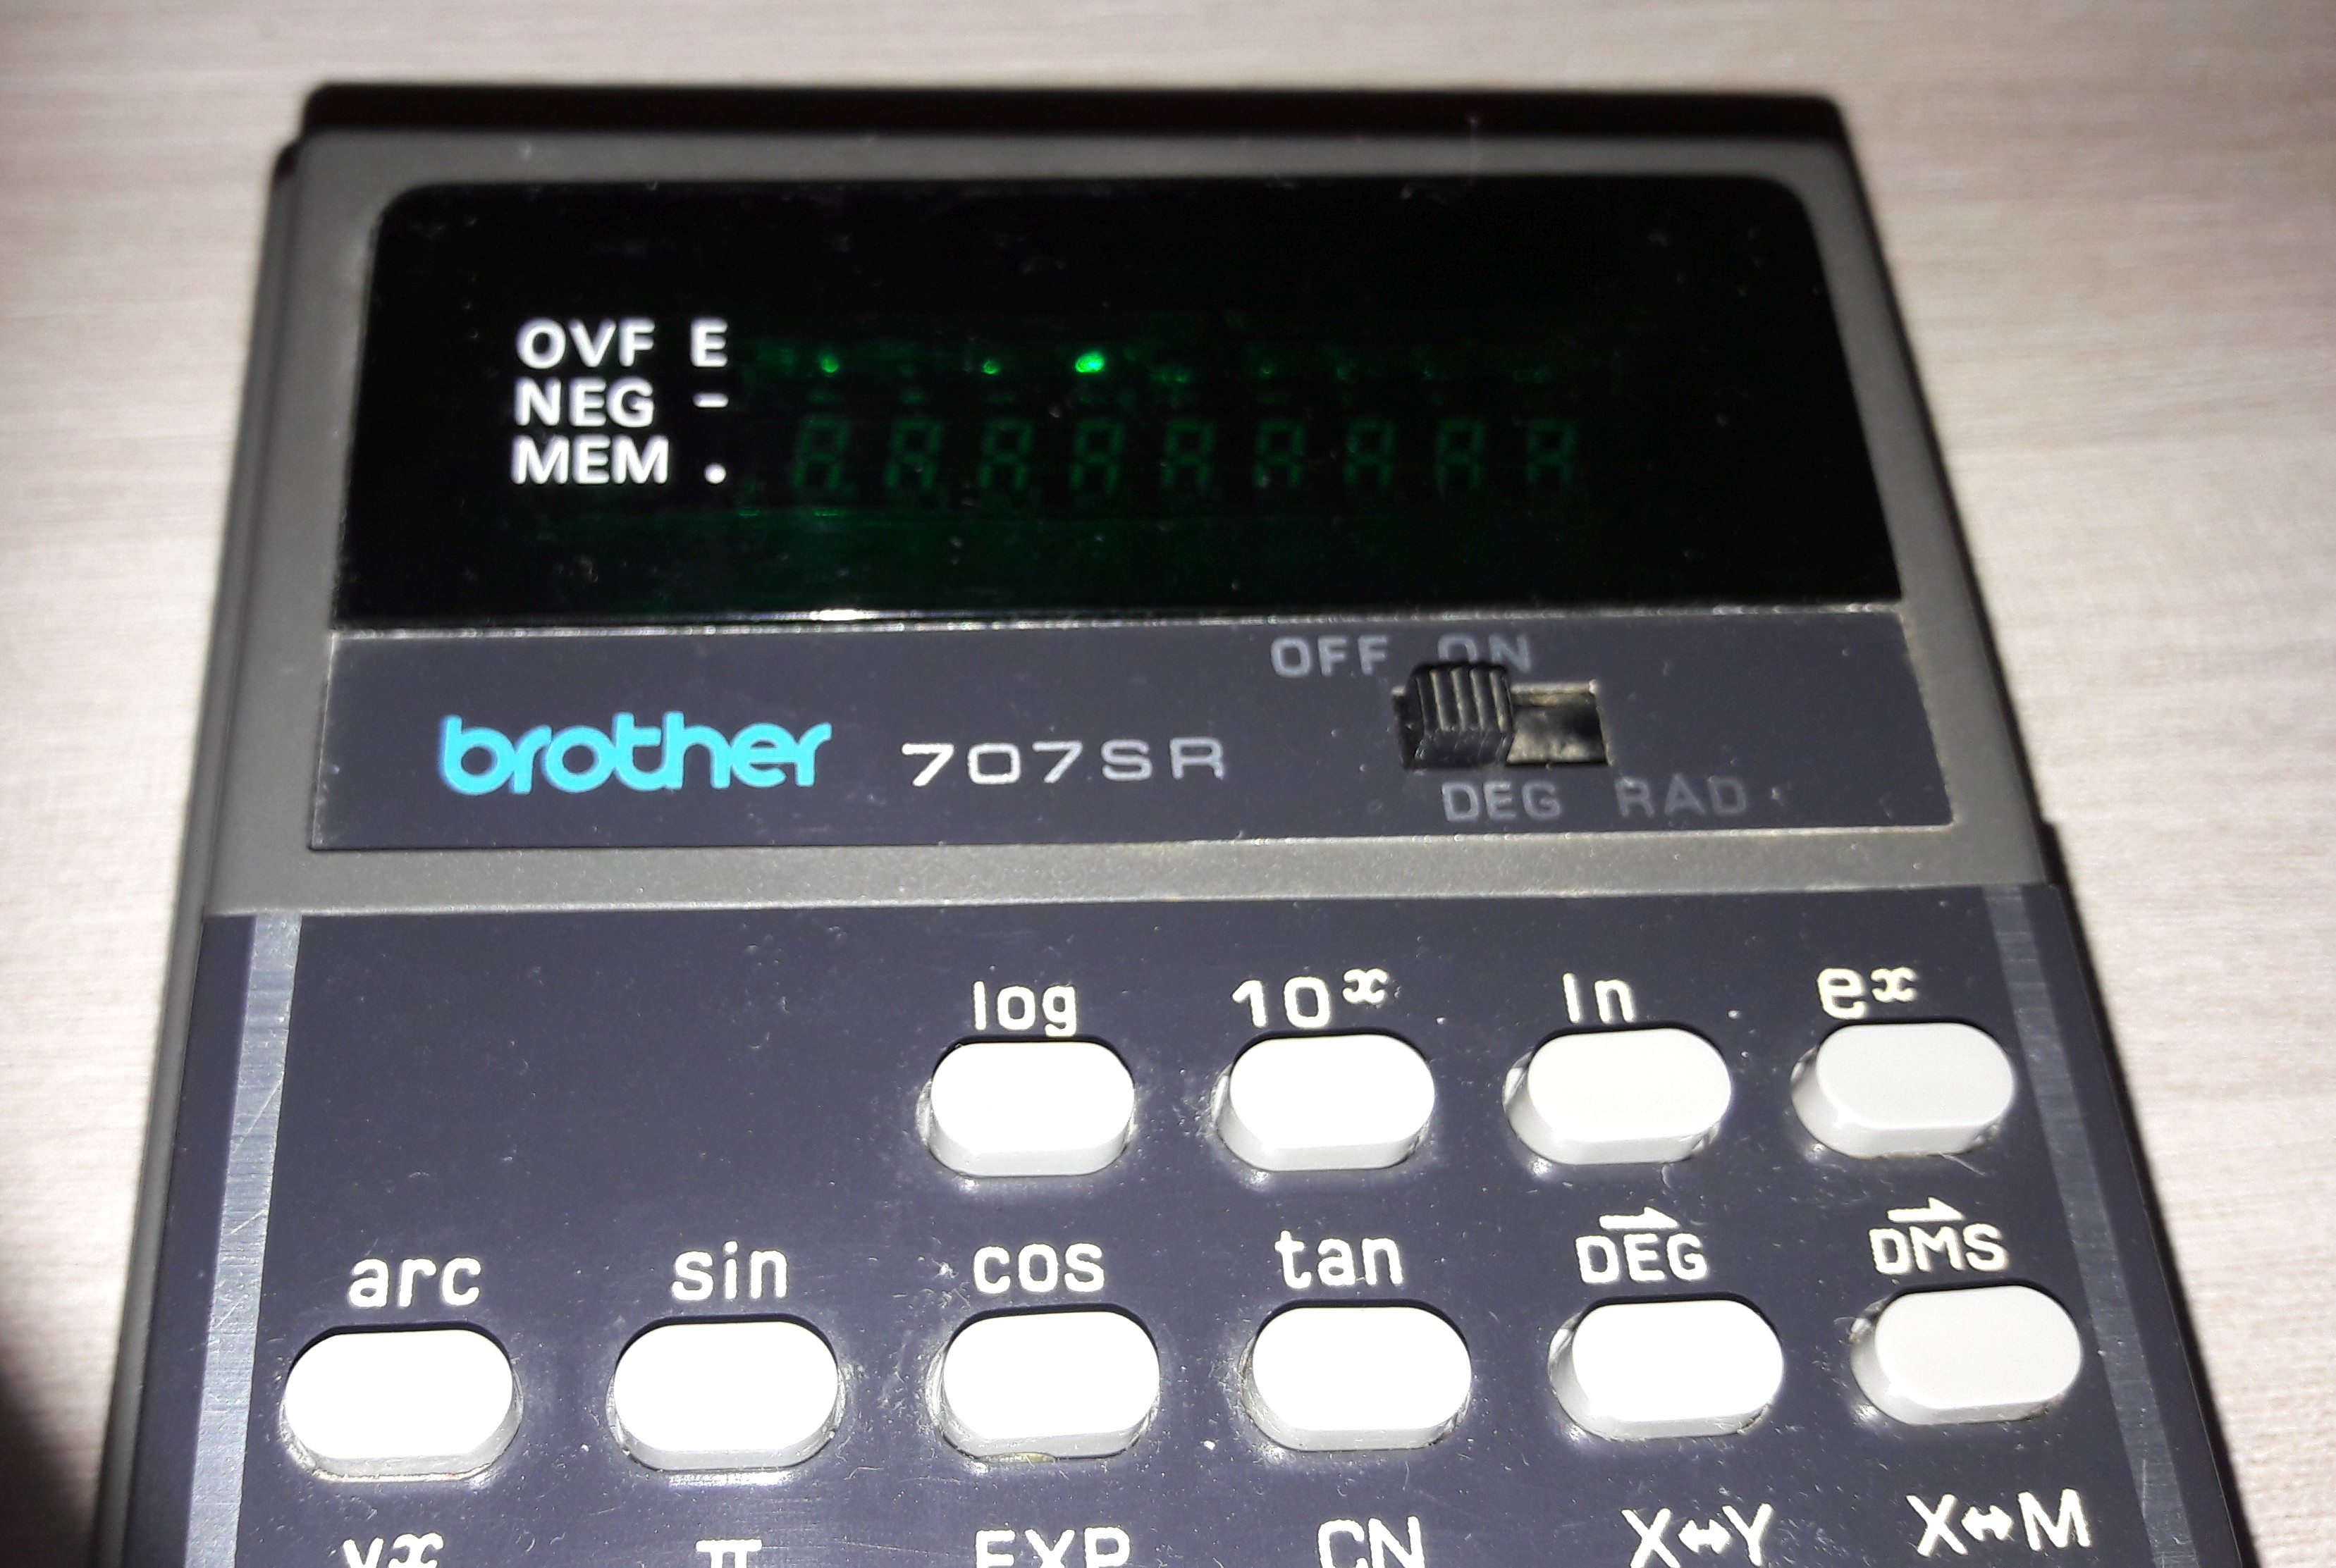 OVF E
NEG -
MEM .
OFF ON
brother 707SR
DEG RAD
log 10ˣ ln eˣ
arc sin cos tan DEG→ DMS→
yˣ π EXP CN X↔Y X↔M